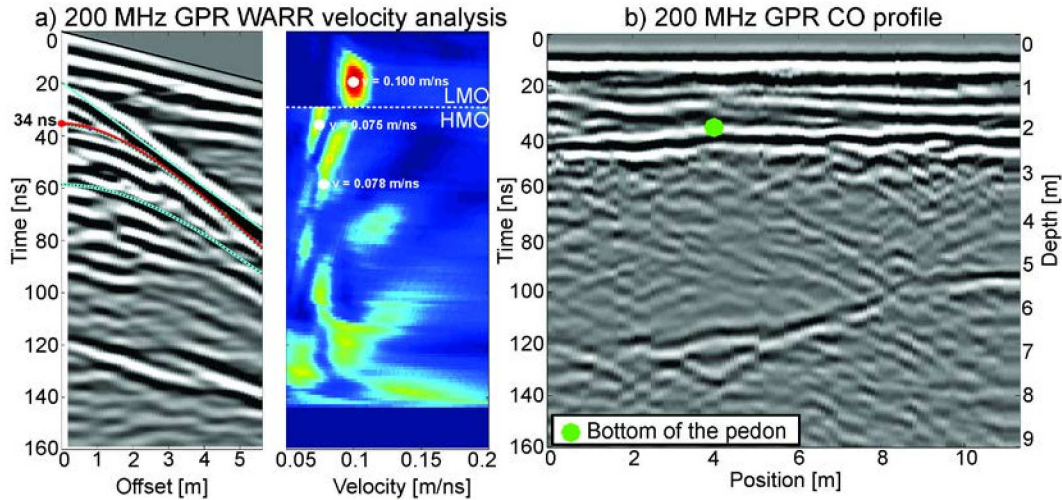 a) 200 MHz GPR WARR velocity analysis
b) 200 MHz GPR CO profile
0
20
34 ns
40
60
80
100
120
140
160
Time [ns]
0 1 2 3 4 5
Offset [m]
v = 0.100 m/ns
LMO
HMO
v = 0.075 m/ns
v = 0.078 m/ns
0.05 0.1 0.15 0.2
Velocity [m/ns]
0
20
40
60
80
100
120
140
160
Time [ns]
Bottom of the pedon
0 2 4 6 8 10
Position [m]
0
1
2
3
4
5
6
7
8
9
Depth [m]